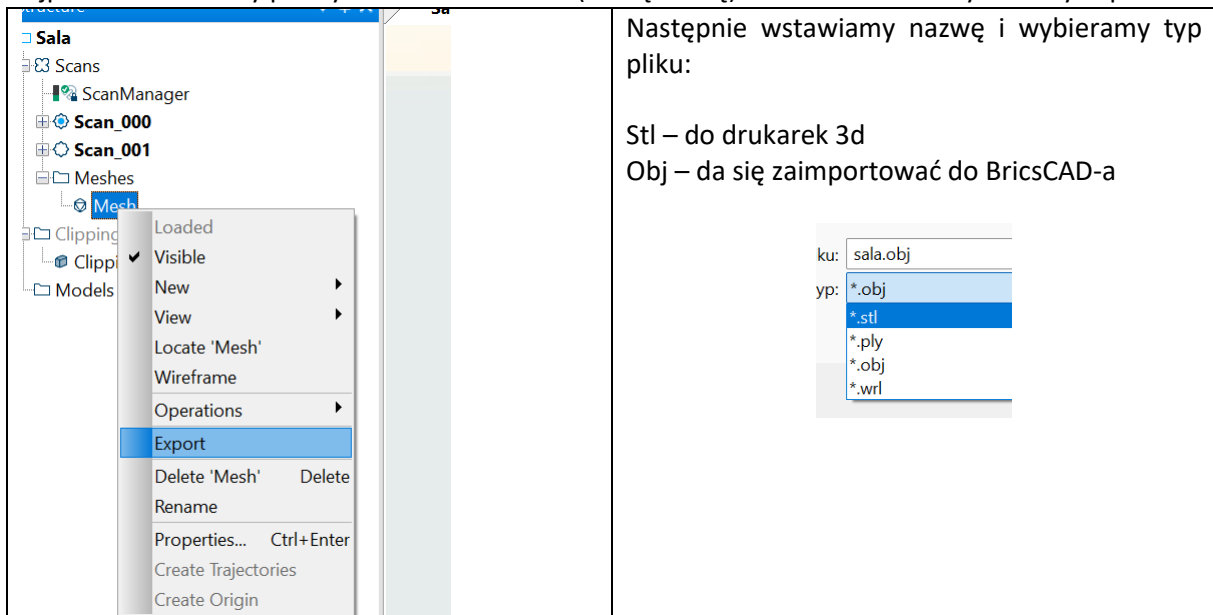 Sala
Scans
ScanManager
Scan_000
Scan_001
Meshes
Mesh
Clipping
Clippi
Models
Loaded
Visible
New
View
Locate 'Mesh'
Wireframe
Operations
Export
Delete 'Mesh' Delete
Rename
Properties... Ctrl+Enter
Create Trajectories
Create Origin
Następnie wstawiamy nazwę i wybieramy typ
pliku:
Stl – do drukarek 3d
Obj – da się zaimportować do BricsCAD-a
ku: sala.obj
yp: *.obj
*.stl
*.ply
*.obj
*.wrl